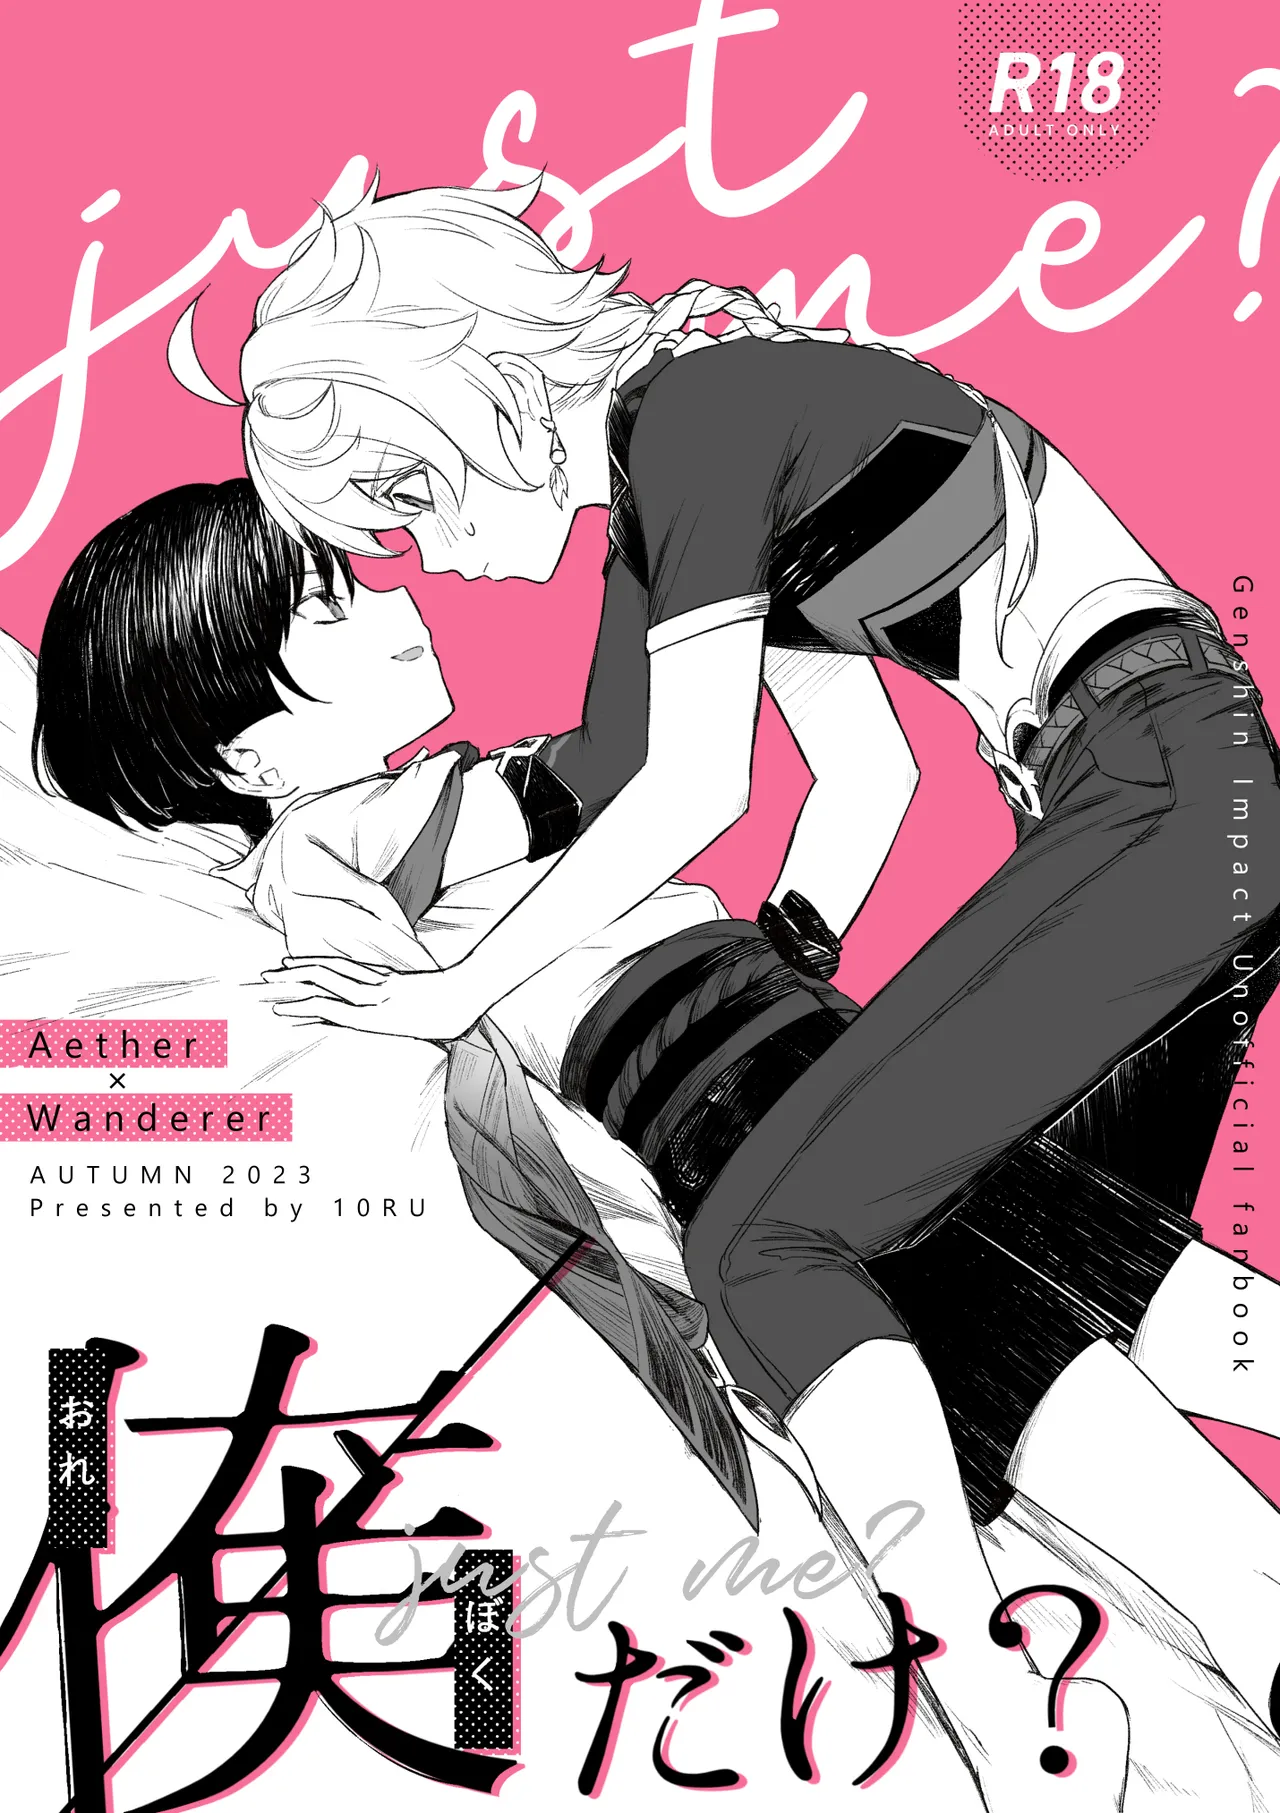 just
me?
R18
ADULT ONLY
Genshin Impact Unofficial fanbook
Aether
×
Wanderer
AUTUMN 2023
Presented by 10RU
おれ
ぼく
just me?
だけ?